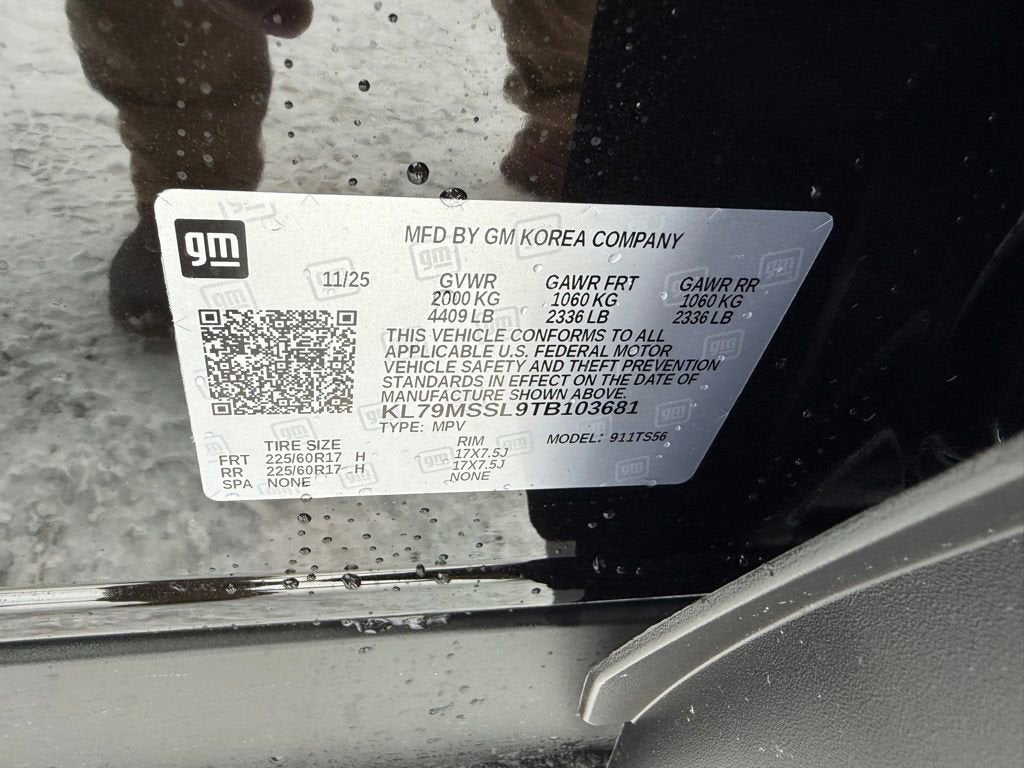 gm
MFD BY GM KOREA COMPANY
11/25 GVWR GAWR FRT GAWR RR
2000 KG 1060 KG 1060 KG
4409 LB 2336 LB 2336 LB
THIS VEHICLE CONFORMS TO ALL
APPLICABLE U.S. FEDERAL MOTOR
VEHICLE SAFETY AND THEFT PREVENTION
STANDARDS IN EFFECT ON THE DATE OF
MANUFACTURE SHOWN ABOVE.
KL79MSSL9TB103681
TYPE: MPV
TIRE SIZE RIM MODEL: 911TS56
FRT 225/60R17 H 17X7.5J
RR 225/60R17 H 17X7.5J
SPA NONE NONE